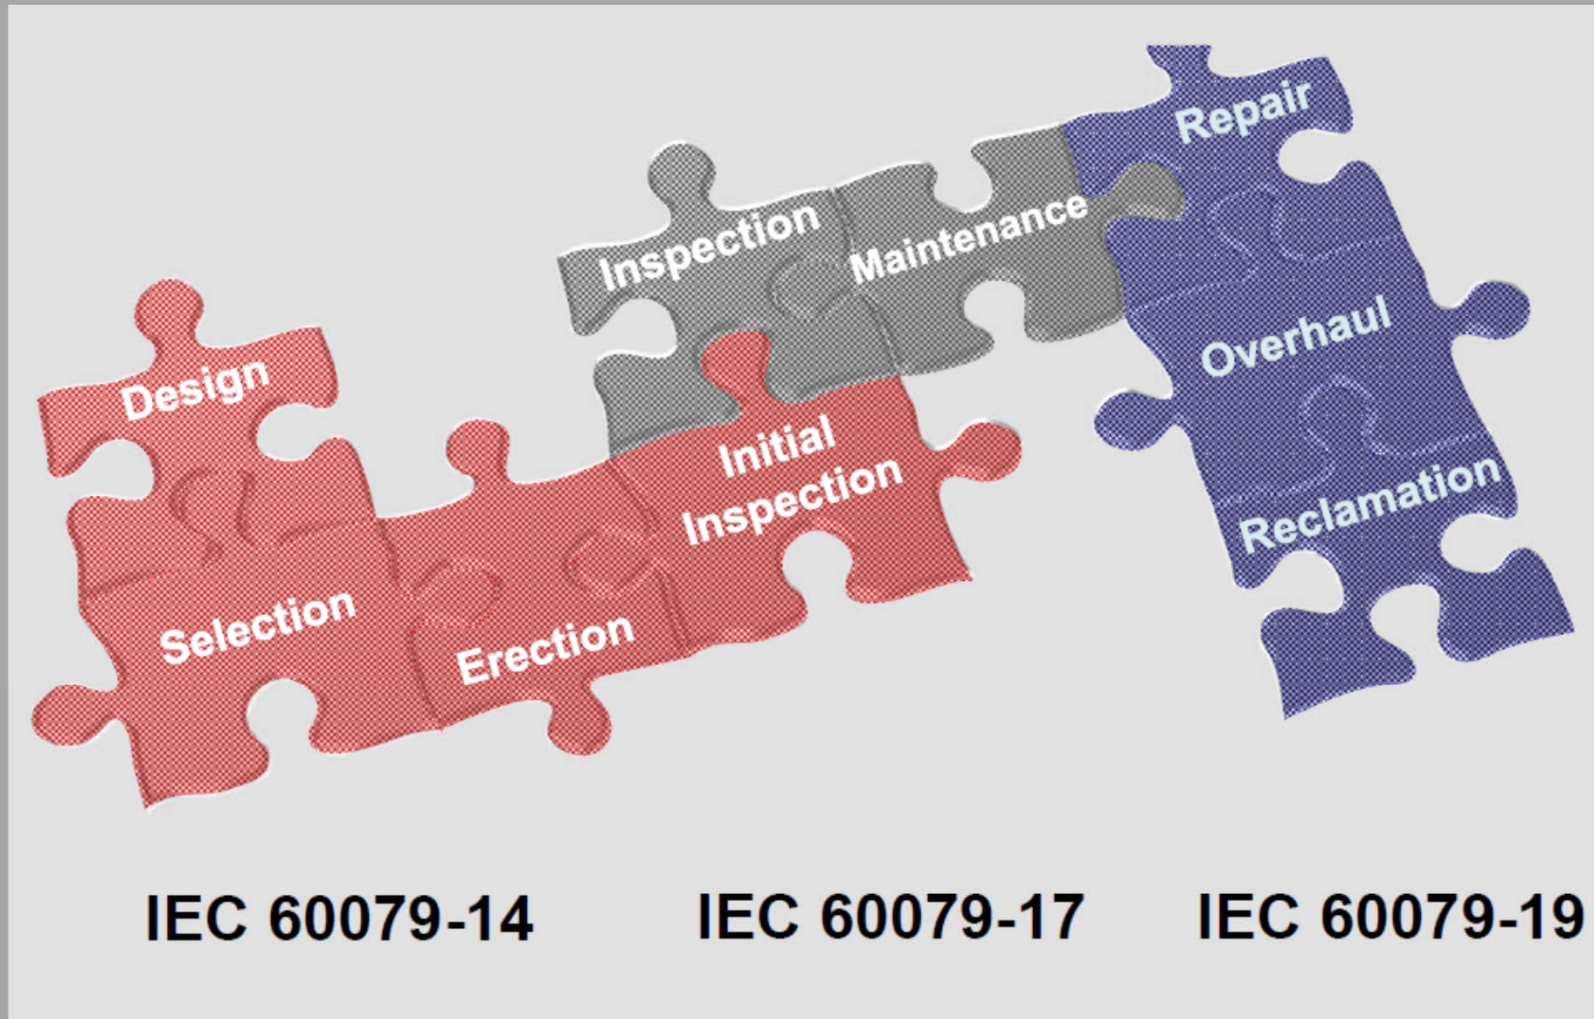 Design
Selection
Erection
Initial
Inspection
Inspection
Maintenance
Repair
Overhaul
Reclamation
IEC 60079-14
IEC 60079-17
IEC 60079-19